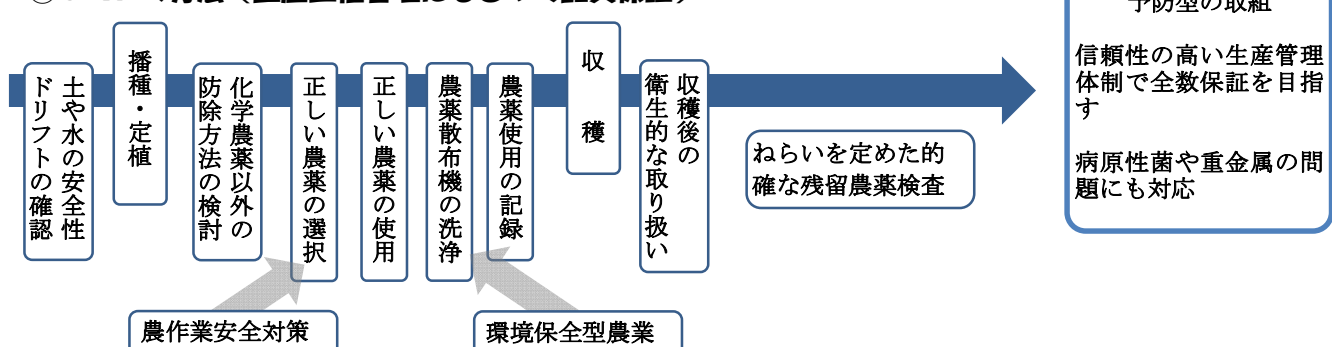 予防型の取組
信頼性の高い生産管理
体制で全数保証を目指
す
病原性菌や重金属の問
題にも対応
土や水の安全性
ドリフトの確認
播種・定植
化学農薬以外の
防除方法の検討
正しい農薬の選択
正しい農薬の使用
農薬散布機の洗浄
農薬使用の記録
収穫
収穫後の
衛生的な取り扱い
ねらいを定めた的
確な残留農薬検査
農作業安全対策
環境保全型農業